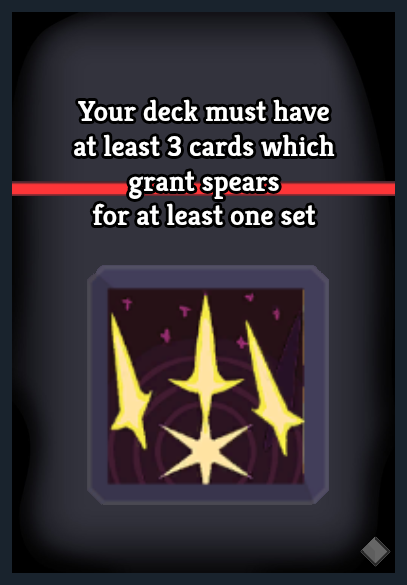 Your deck must have
at least 3 cards which
grant spears
for at least one set